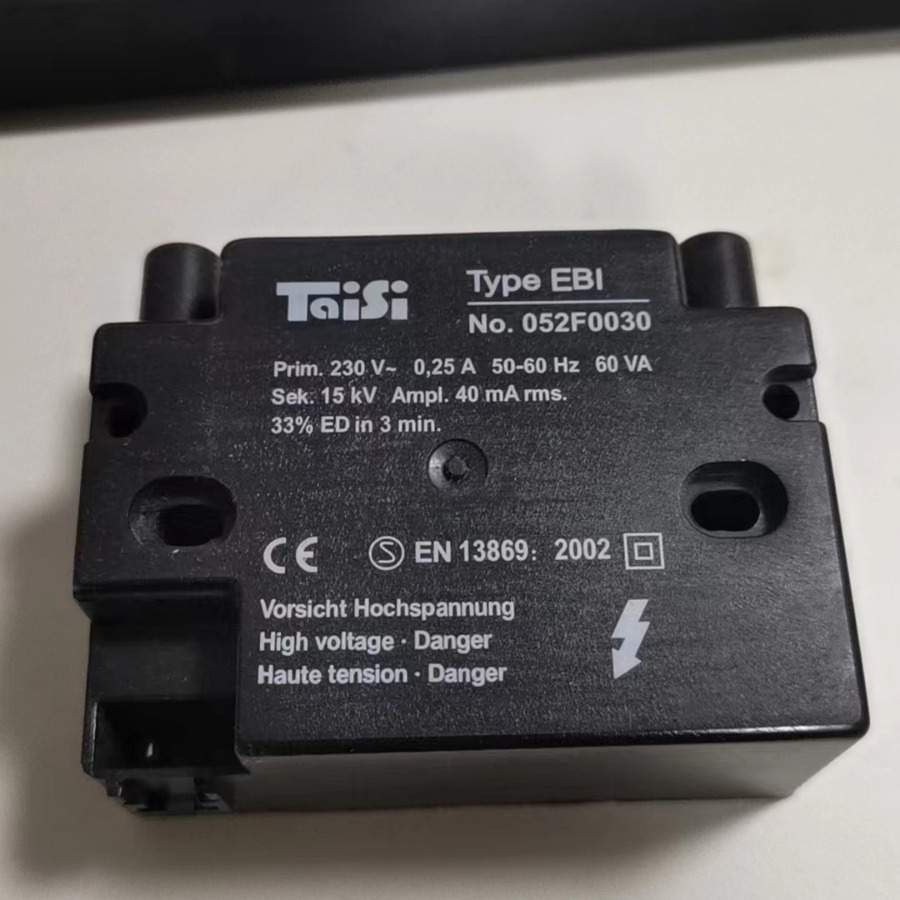 TaiSi
Type EBI
No. 052F0030
Prim. 230 V~ 0,25 A 50-60 Hz 60 VA
Sek. 15 kV Ampl. 40 mA rms.
33% ED in 3 min.
CE S EN 13869: 2002
Vorsicht Hochspannung
High voltage · Danger
Haute tension · Danger